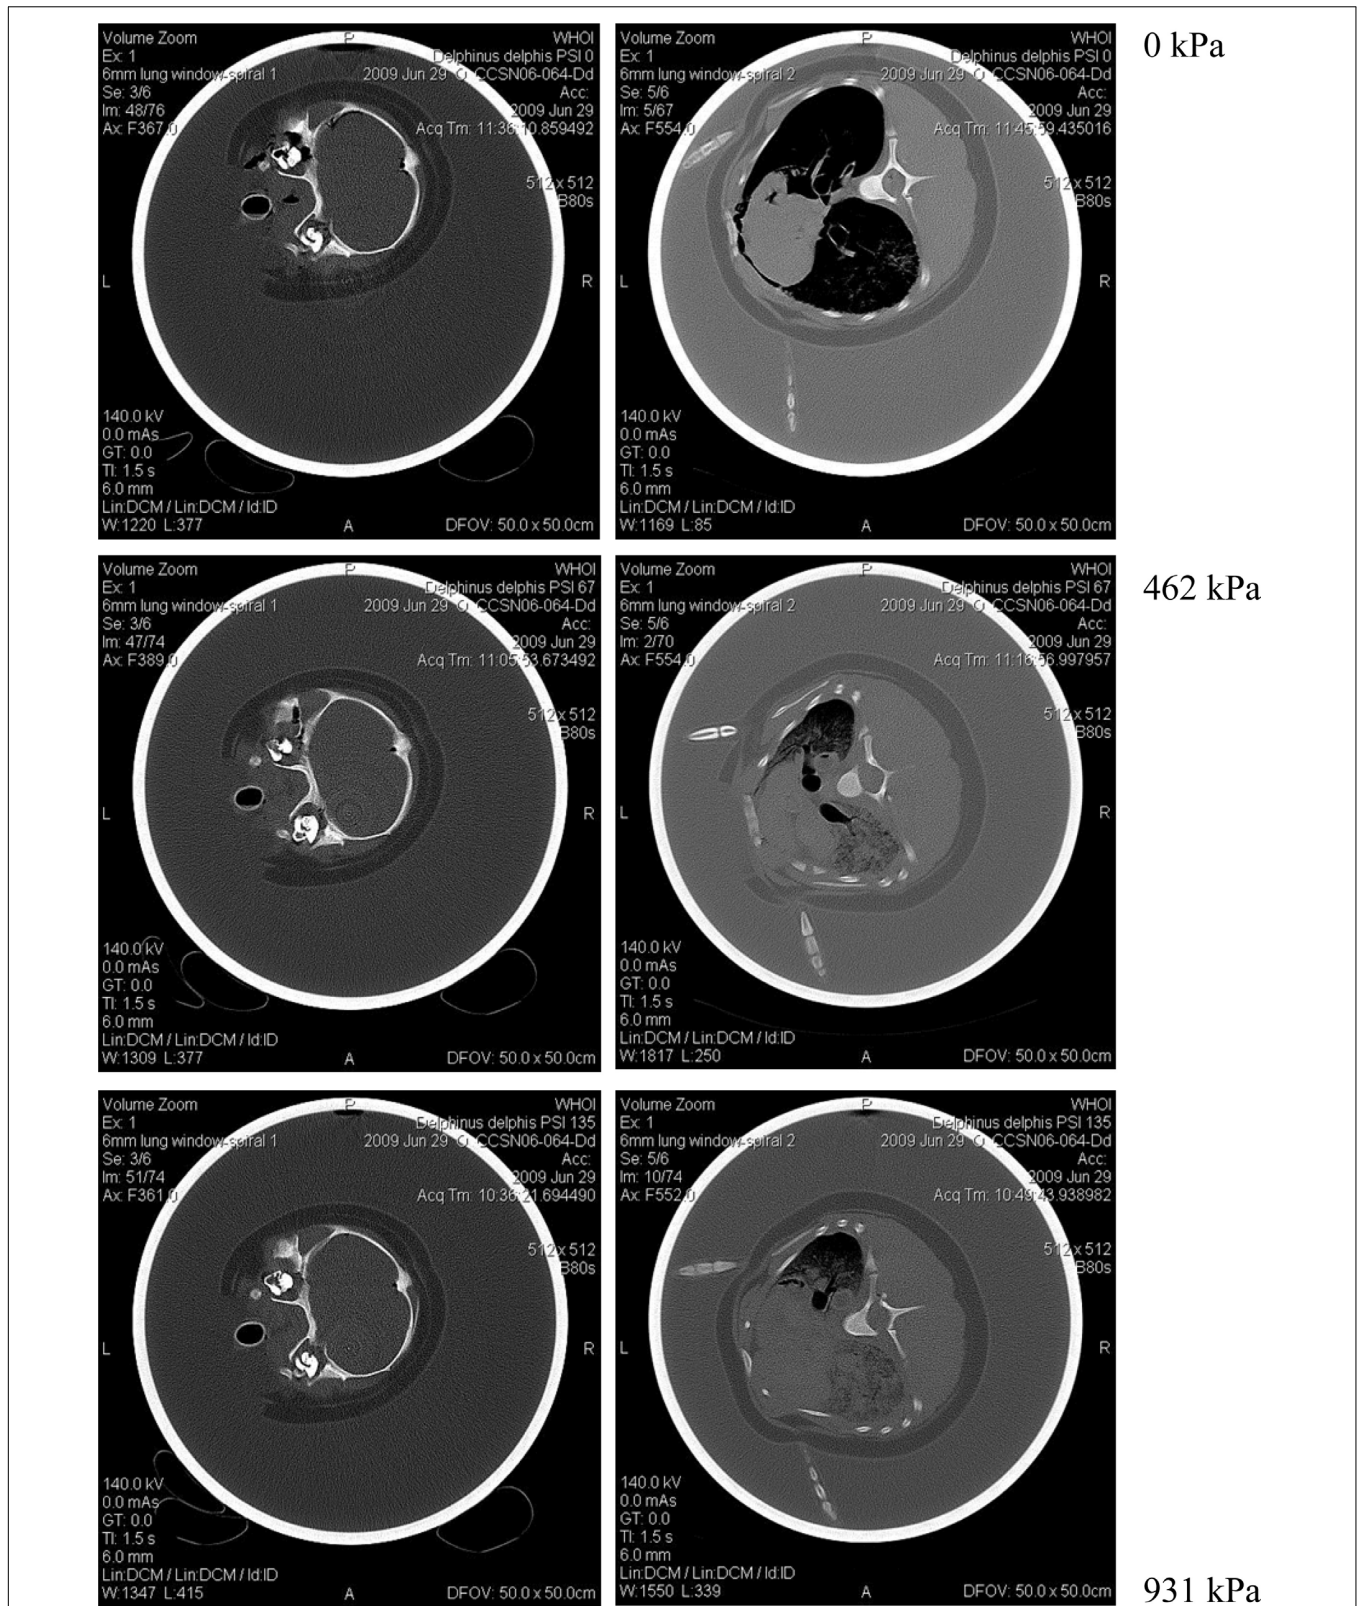 Volume Zoom
Ex: 1
6mm lung window-spiral 1
Se: 3/6
Im: 48/76
Ax: F367.0
P
WHOI
Delphinus delphis PSI 0
2009 Jun 29 O CCSN06-064-Dd
Acc:
2009 Jun 29
Acq Tm: 11:36:10.859492
512 x 512
B80s
L
R
140.0 kV
0.0 mAs
GT: 0.0
TI: 1.5 s
6.0 mm
Lin:DCM / Lin:DCM / Id:ID
W:1220 L:377
A
DFOV: 50.0 x 50.0cm
Volume Zoom
Ex: 1
6mm lung window-spiral 2
Se: 5/6
Im: 5/67
Ax: F554.0
P
WHOI
Delphinus delphis PSI 0
2009 Jun 29 O CCSN06-064-Dd
Acc:
2009 Jun 29
Acq Tm: 11:45:59.435016
512 x 512
B80s
L
R
140.0 kV
0.0 mAs
GT: 0.0
TI: 1.5 s
6.0 mm
Lin:DCM / Lin:DCM / Id:ID
W:1169 L:85
A
DFOV: 50.0 x 50.0cm
0 kPa
Volume Zoom
Ex: 1
6mm lung window-spiral 1
Se: 3/6
Im: 47/74
Ax: F389.0
P
WHOI
Delphinus delphis PSI 67
2009 Jun 29 O CCSN06-064-Dd
Acc:
2009 Jun 29
Acq Tm: 11:05:53.673492
512 x 512
B80s
L
R
140.0 kV
0.0 mAs
GT: 0.0
TI: 1.5 s
6.0 mm
Lin:DCM / Lin:DCM / Id:ID
W:1309 L:377
A
DFOV: 50.0 x 50.0cm
Volume Zoom
Ex: 1
6mm lung window-spiral 2
Se: 5/6
Im: 2/70
Ax: F554.0
P
WHOI
Delphinus delphis PSI 67
2009 Jun 29 O CCSN06-064-Dd
Acc:
2009 Jun 29
Acq Tm: 11:16:56.997957
512 x 512
B80s
L
R
140.0 kV
0.0 mAs
GT: 0.0
TI: 1.5 s
6.0 mm
Lin:DCM / Lin:DCM / Id:ID
W:1817 L:250
A
DFOV: 50.0 x 50.0cm
462 kPa
Volume Zoom
Ex: 1
6mm lung window-spiral 1
Se: 3/6
Im: 51/74
Ax: F361.0
P
WHOI
Delphinus delphis PSI 135
2009 Jun 29 O CCSN06-064-Dd
Acc:
2009 Jun 29
Acq Tm: 10:36:21.694490
512 x 512
B80s
L
R
140.0 kV
0.0 mAs
GT: 0.0
TI: 1.5 s
6.0 mm
Lin:DCM / Lin:DCM / Id:ID
W:1347 L:415
A
DFOV: 50.0 x 50.0cm
Volume Zoom
Ex: 1
6mm lung window-spiral 2
Se: 5/6
Im: 10/74
Ax: F552.0
P
WHOI
Delphinus delphis PSI 135
2009 Jun 29 O CCSN06-064-Dd
Acc:
2009 Jun 29
Acq Tm: 10:49:43.938982
512 x 512
B80s
L
R
140.0 kV
0.0 mAs
GT: 0.0
TI: 1.5 s
6.0 mm
Lin:DCM / Lin:DCM / Id:ID
W:1550 L:339
A
DFOV: 50.0 x 50.0cm
931 kPa